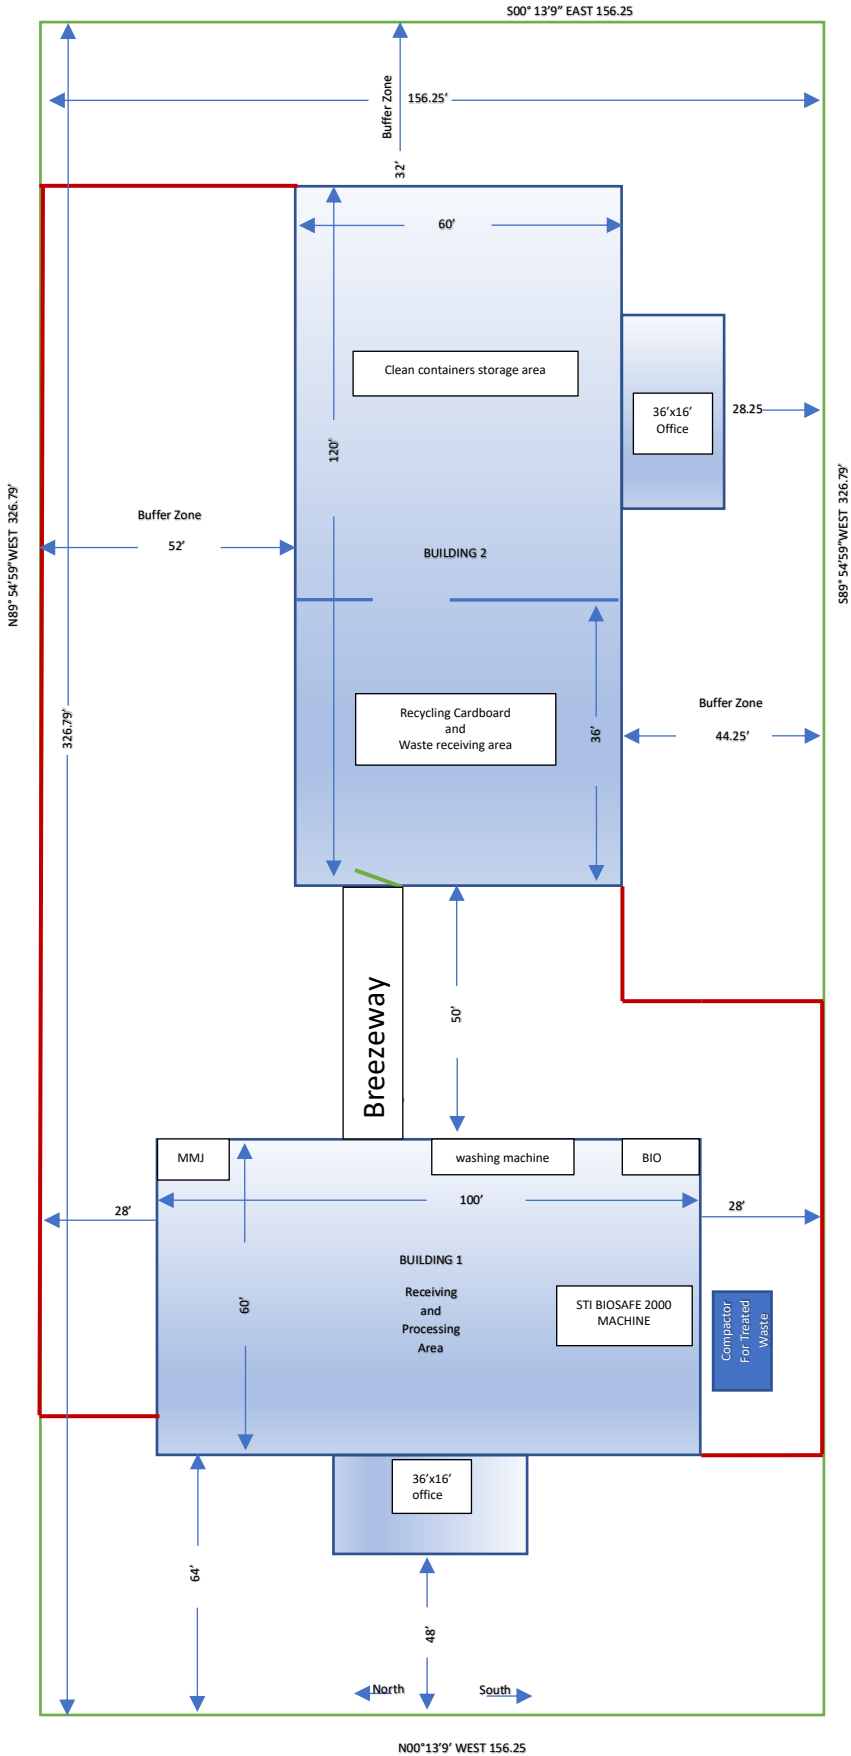 S00° 13’9” EAST 156.25
Buffer Zone
156.25’
32’
60’
Clean containers storage area
36’x16’
Office
28.25
120’
N89° 54’59”WEST 326.79’
S89° 54’59”WEST 326.79’
Buffer Zone
52’
BUILDING 2
Recycling Cardboard
and
Waste receiving area
36’
Buffer Zone
44.25’
326.79’
Breezeway
50’
MMJ
washing machine
BIO
28’
100’
28’
BUILDING 1
Receiving
and
Processing
Area
60’
STI BIOSAFE 2000
MACHINE
Compactor
For Treated
Waste
36’x16’
office
64’
48’
North
South
N00°13’9’ WEST 156.25